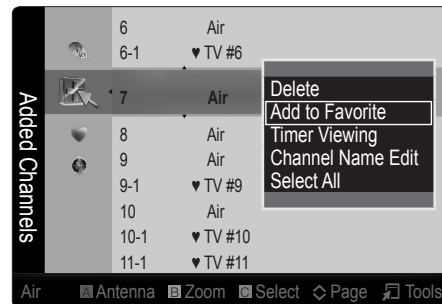 Added Channels
6 Air
6-1 ♥ TV #6
7 Air
8 Air
9 Air
9-1 ♥ TV #9
10 Air
10-1 ♥ TV #10
11-1 ♥ TV #11
Delete
Add to Favorite
Timer Viewing
Channel Name Edit
Select All
Air A Antenna B Zoom C Select Page Tools